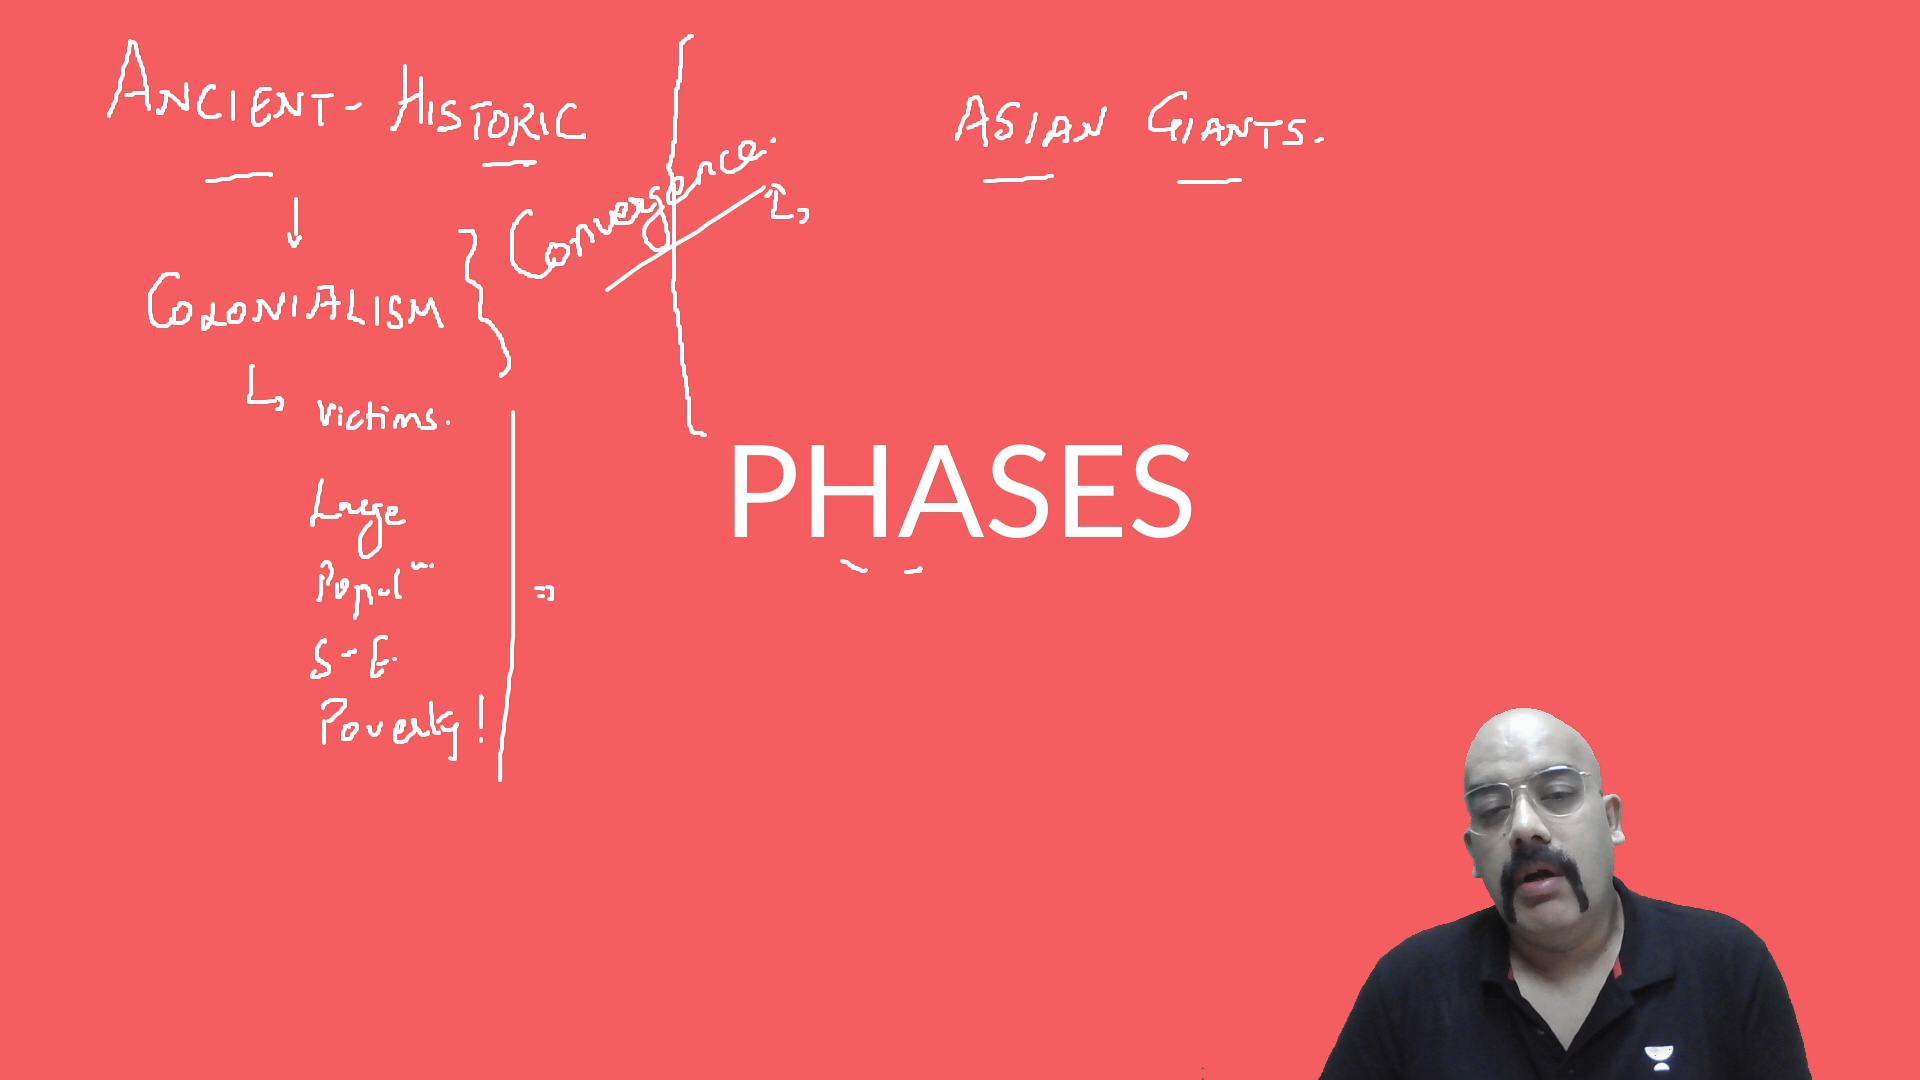 ANCIENT - HISTORIC
ASIAN GIANTS.
Convergence.
COLONIALISM
victims.
Large
Popul^n.
S-E.
Poverty!
PHASES